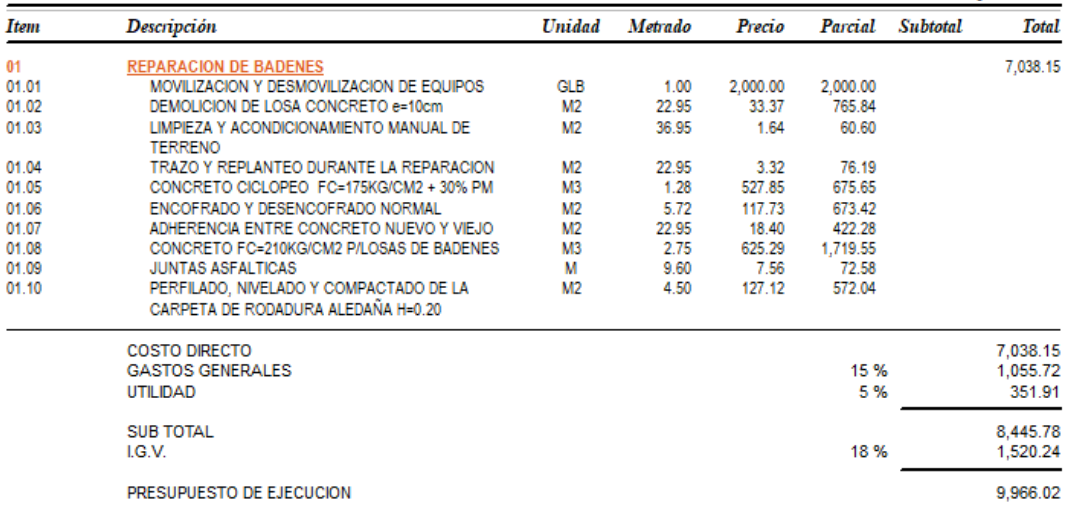 Item Descripción Unidad Metrado Precio Parcial Subtotal Total
01 REPARACION DE BADENES 7,038.15
01.01 MOVILIZACION Y DESMOVILIZACION DE EQUIPOS GLB 1.00 2,000.00 2,000.00
01.02 DEMOLICION DE LOSA CONCRETO e=10cm M2 22.95 33.37 765.84
01.03 LIMPIEZA Y ACONDICIONAMIENTO MANUAL DE M2 36.95 1.64 60.60
TERRENO
01.04 TRAZO Y REPLANTEO DURANTE LA REPARACION M2 22.95 3.32 76.19
01.05 CONCRETO CICLOPEO FC=175KG/CM2 + 30% PM M3 1.28 527.85 675.65
01.06 ENCOFRADO Y DESENCOFRADO NORMAL M2 5.72 117.73 673.42
01.07 ADHERENCIA ENTRE CONCRETO NUEVO Y VIEJO M2 22.95 18.40 422.28
01.08 CONCRETO FC=210KG/CM2 P/LOSAS DE BADENES M3 2.75 625.29 1,719.55
01.09 JUNTAS ASFALTICAS M 9.60 7.56 72.58
01.10 PERFILADO, NIVELADO Y COMPACTADO DE LA M2 4.50 127.12 572.04
CARPETA DE RODADURA ALEDAÑA H=0.20
COSTO DIRECTO 7,038.15
GASTOS GENERALES 15 % 1,055.72
UTILIDAD 5 % 351.91
SUB TOTAL 8,445.78
I.G.V. 18 % 1,520.24
PRESUPUESTO DE EJECUCION 9,966.02